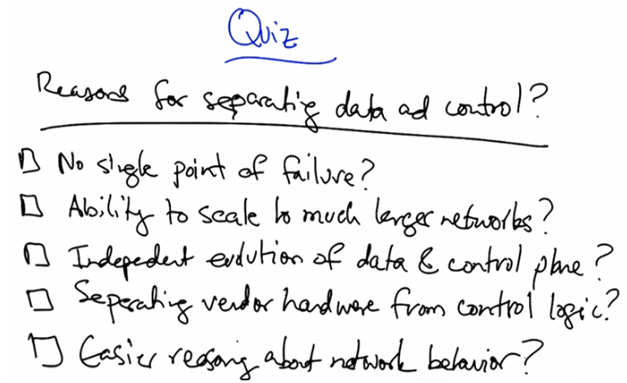 Quiz
Reasons for separating data ad control?
No single point of failure?
Ability to scale to much larger networks?
Indepedent evolution of data & control plane?
Seperating vendor hardware from control logic?
Easier reasoning about network behavior?